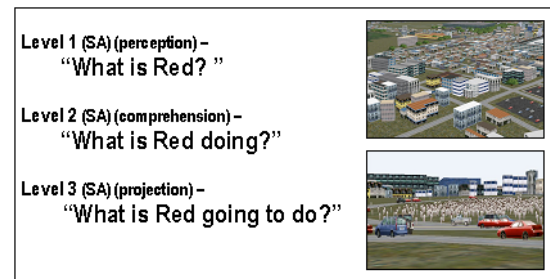 Level 1 (SA) (perception) –
“What is Red? ”
Level 2 (SA) (comprehension) –
“What is Red doing?”
Level 3 (SA) (projection) –
“What is Red going to do?”